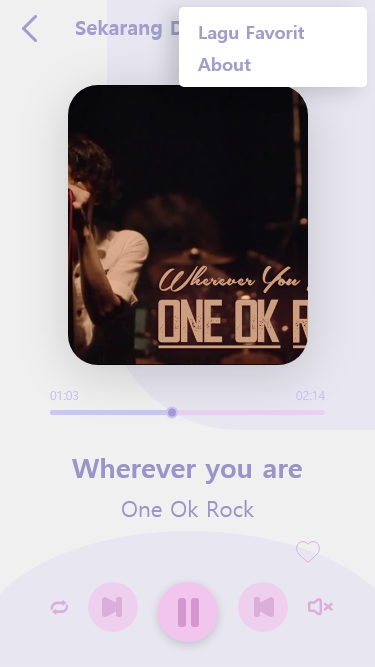 Sekarang D
Lagu Favorit
About
Wherever You
ONE OK R
01:03
02:14
Wherever you are
One Ok Rock